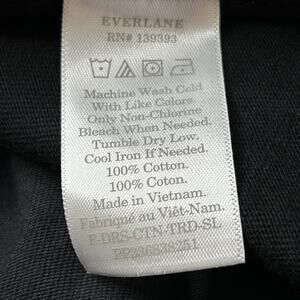 EVERLANE
RN# 139393
Machine Wash Cold
With Like Colors.
Only Non-Chlorine
Bleach When Needed.
Tumble Dry Low.
Cool Iron If Needed.
100% Cotton.
100% Coton.
Made in Vietnam.
Fabriqué au Viêt-Nam.
F-DRS-CTN-TRD-SL
PP236838251